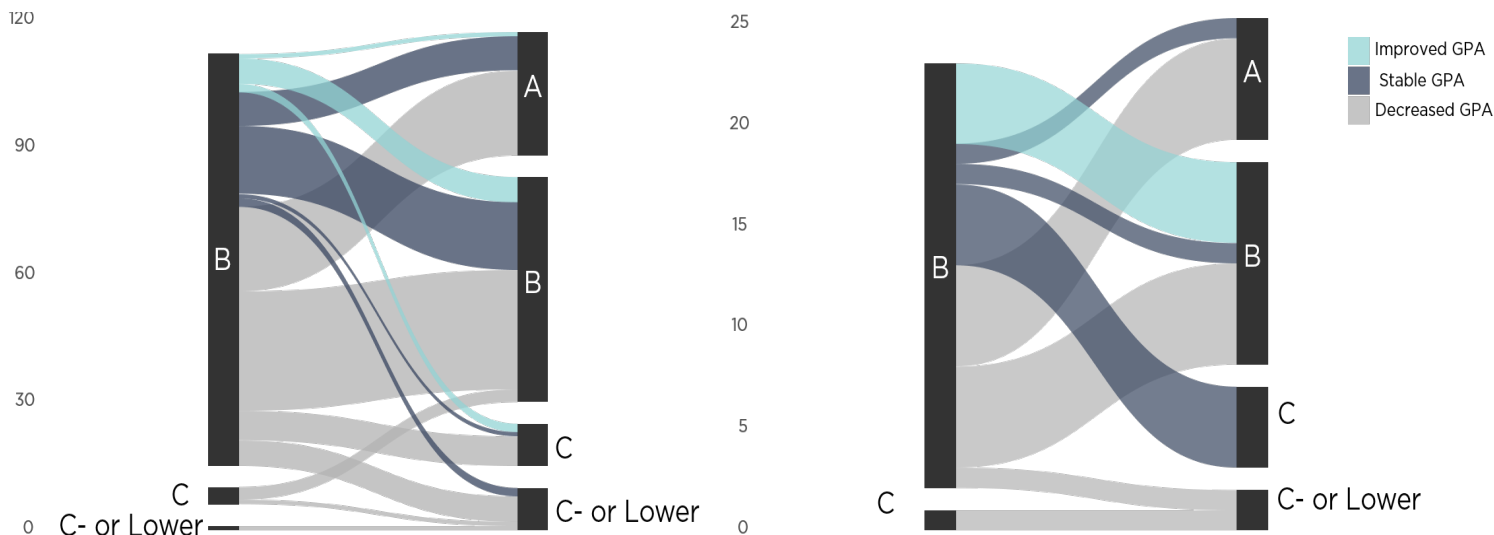 120
90
60
30
0
B
C
C- or Lower
A
B
C
C- or Lower
25
20
15
10
5
0
B
C
A
B
C
C- or Lower
Improved GPA
Stable GPA
Decreased GPA